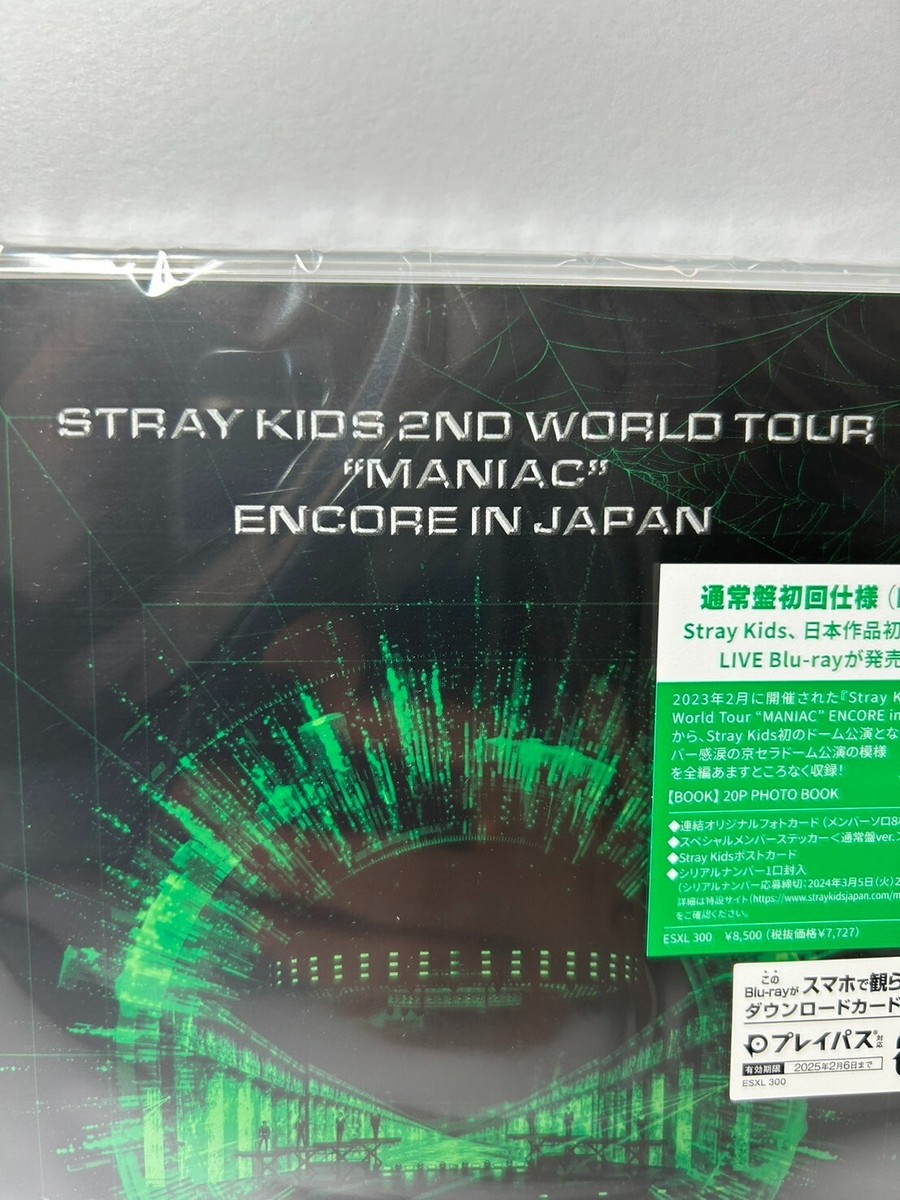 STRAY KIDS 2ND WORLD TOUR
“MANIAC”
ENCORE IN JAPAN
通常盤初回仕様
Stray Kids、日本作品初
LIVE Blu-rayが発売
2023年2月に開催された『Stray K
World Tour “MANIAC” ENCORE in
から、Stray Kids初のドーム公演とな
バー感涙の京セラドーム公演の模様
を全編あますところなく収録!
【BOOK】20P PHOTO BOOK
◆連結オリジナルフォトカード(メンバーソロ8
◆スペシャルメンバーステッカー<通常盤ver.>
◆Stray Kidsポストカード
◆シリアルナンバー1口封入
(シリアルナンバー応募締切:2024年3月5日(火)2
詳細は特設サイト(https://www.straykidsjapan.com/m
をご確認ください。
ESXL 300 ¥8,500(税抜価格¥7,727)
この
Blu-rayが スマホで観ら
ダウンロードカード
プレイパス®対応
有効期限 2025年2月6日まで
ESXL 300